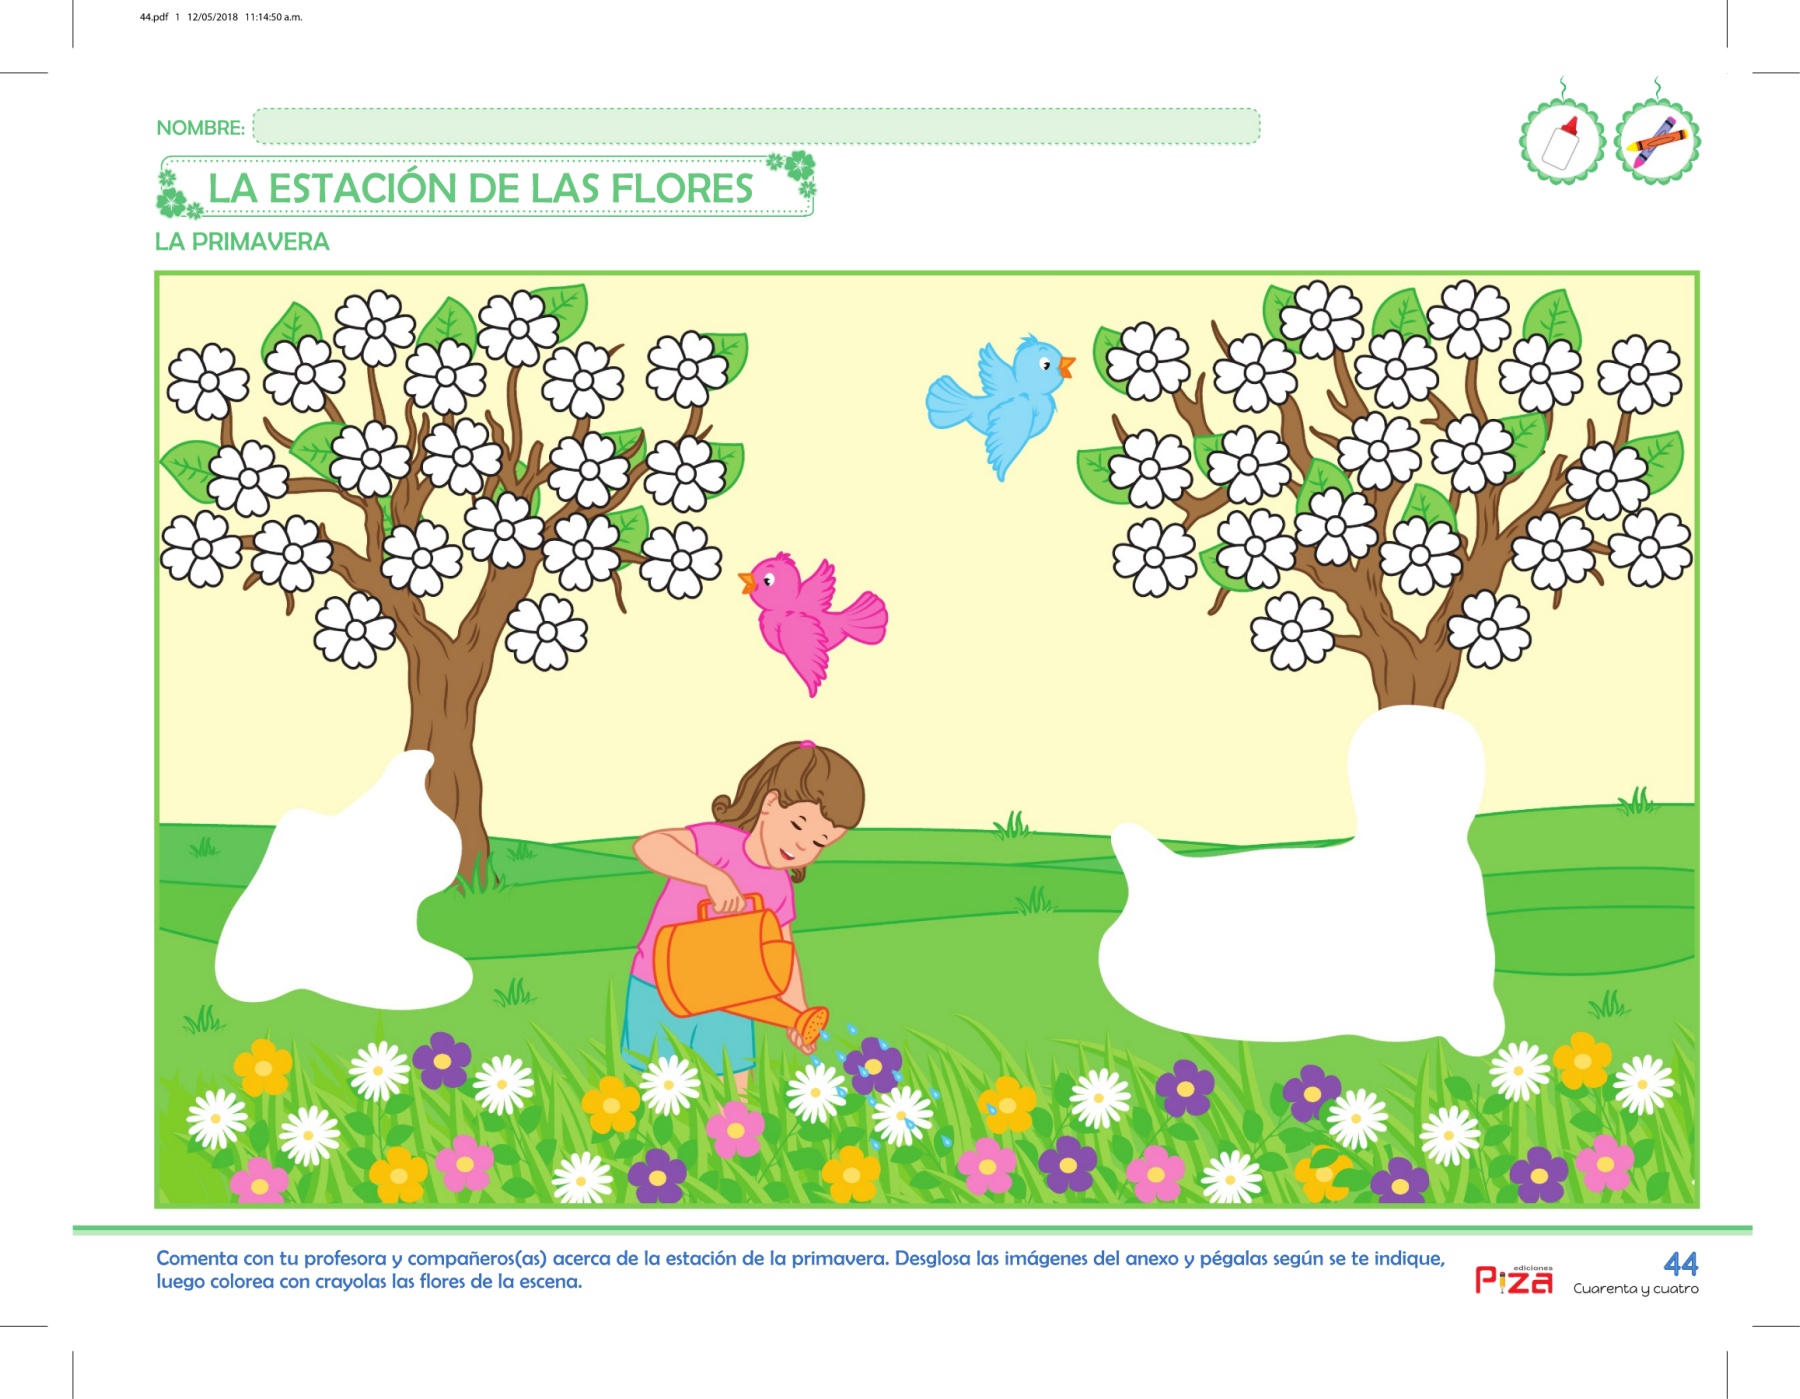 44.pdf 1 12/05/2018 11:14:50 a.m.
NOMBRE:
LA ESTACIÓN DE LAS FLORES
LA PRIMAVERA
Comenta con tu profesora y compañeros(as) acerca de la estación de la primavera. Desglosa las imágenes del anexo y pégalas según se te indique,
luego colorea con crayolas las flores de la escena.
ediciones
Piza
44
Cuarenta y cuatro